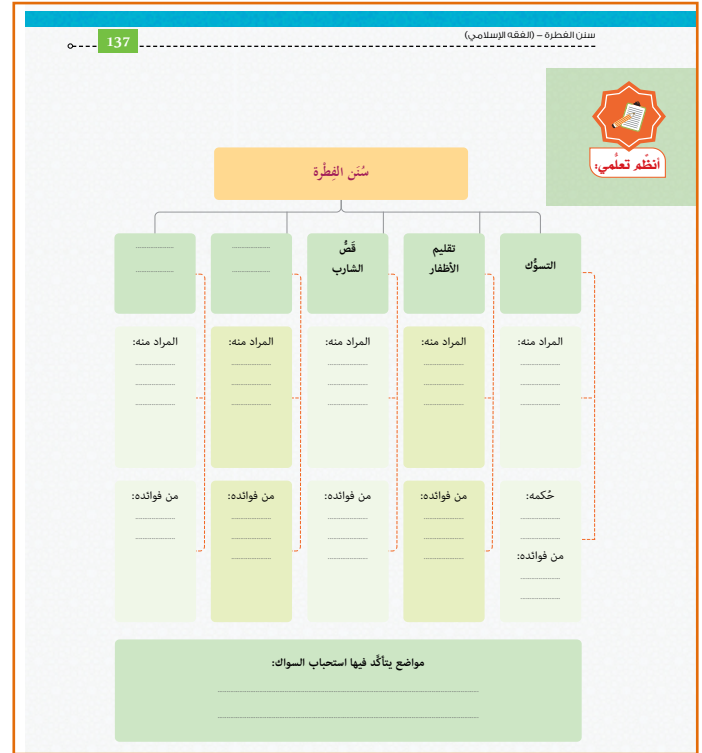 سنن الفطرة – (الفقه الإسلامي)
137
أنظّم تعلُّمي:
سُنَن الفِطْرة
التسوُّك
تقليم
الأظفار
قَصُّ
الشارب
المراد منه:
المراد منه:
المراد منه:
المراد منه:
المراد منه:
حُكمه:
من فوائده:
من فوائده:
من فوائده:
من فوائده:
من فوائده:
مواضع يتأكَّد فيها استحباب السواك: